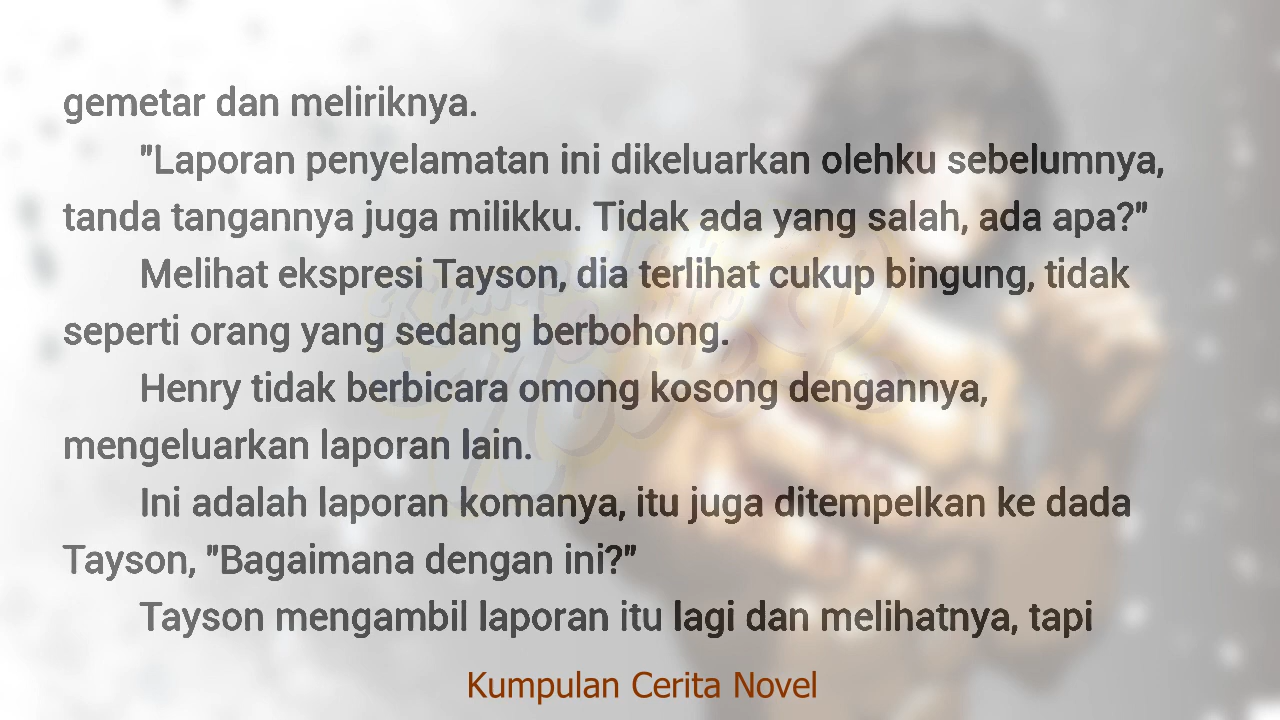 gemetar dan meliriknya.
"Laporan penyelamatan ini dikeluarkan olehku sebelumnya,
tanda tangannya juga milikku. Tidak ada yang salah, ada apa?"
Melihat ekspresi Tayson, dia terlihat cukup bingung, tidak
seperti orang yang sedang berbohong.
Henry tidak berbicara omong kosong dengannya,
mengeluarkan laporan lain.
Ini adalah laporan komanya, itu juga ditempelkan ke dada
Tayson, "Bagaimana dengan ini?"
Tayson mengambil laporan itu lagi dan melihatnya, tapi
Kumpulan Cerita Novel